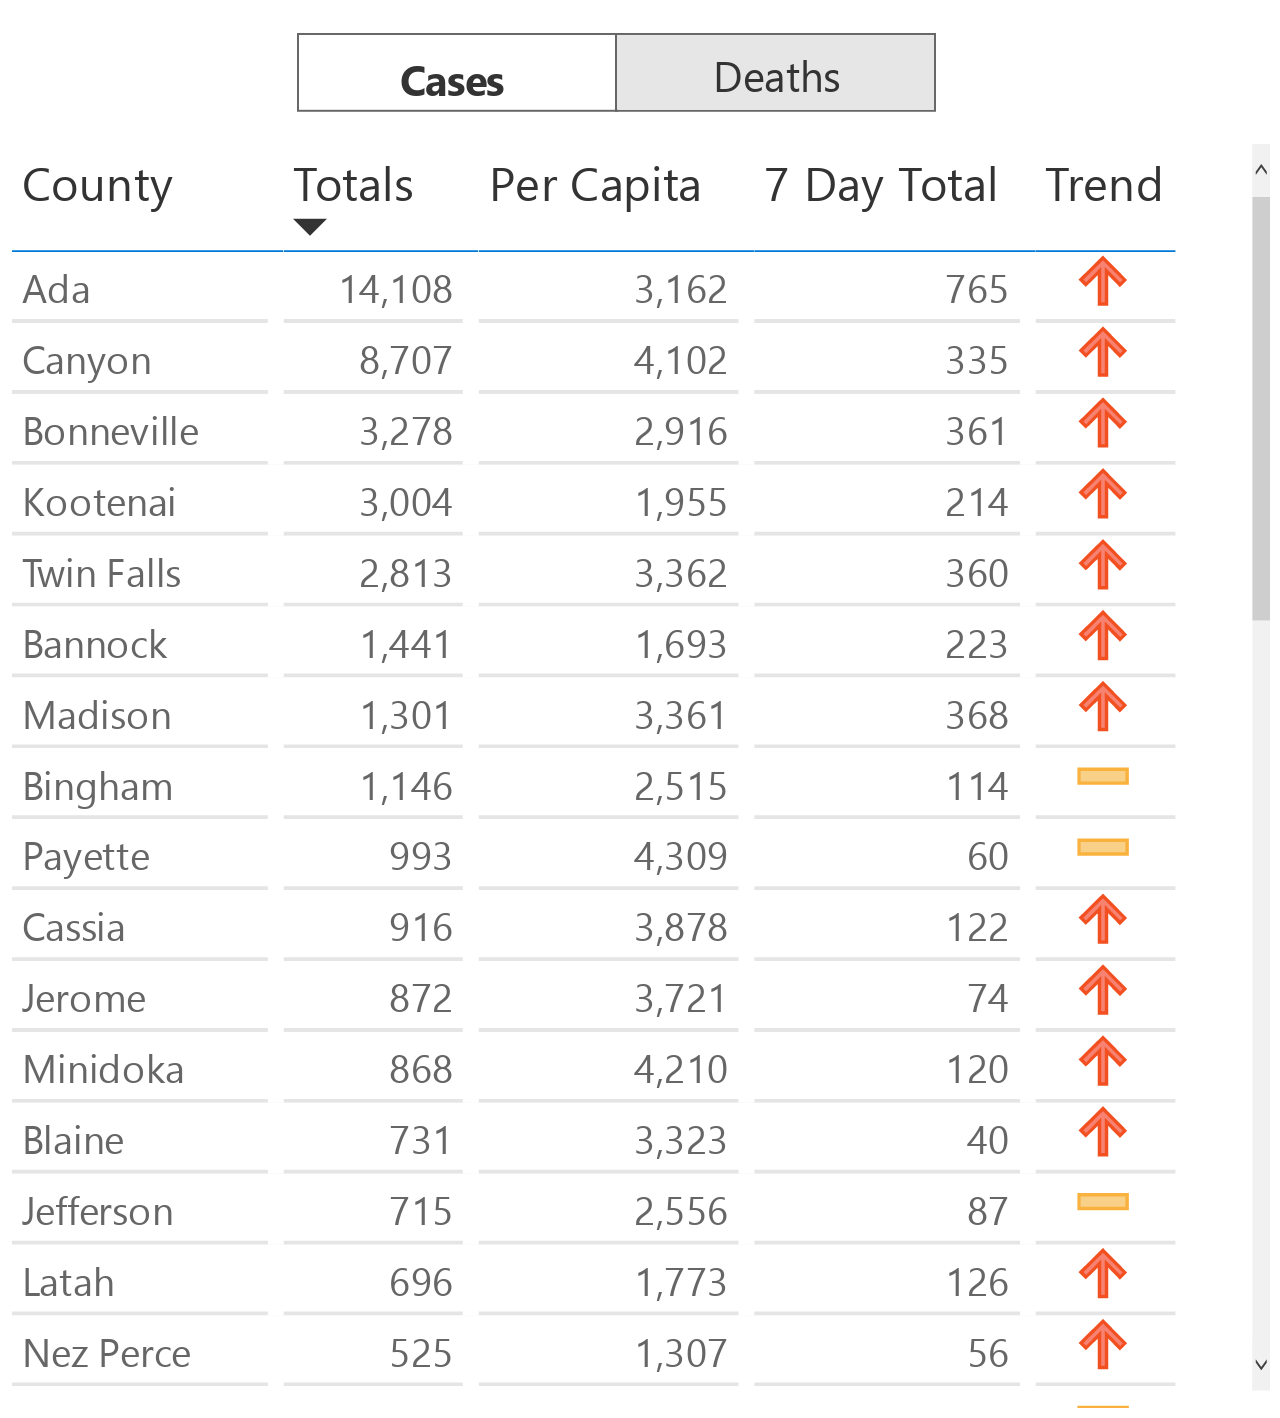 Cases Deaths
County Totals Per Capita 7 Day Total Trend
Ada 14,108 3,162 765
Canyon 8,707 4,102 335
Bonneville 3,278 2,916 361
Kootenai 3,004 1,955 214
Twin Falls 2,813 3,362 360
Bannock 1,441 1,693 223
Madison 1,301 3,361 368
Bingham 1,146 2,515 114
Payette 993 4,309 60
Cassia 916 3,878 122
Jerome 872 3,721 74
Minidoka 868 4,210 120
Blaine 731 3,323 40
Jefferson 715 2,556 87
Latah 696 1,773 126
Nez Perce 525 1,307 56